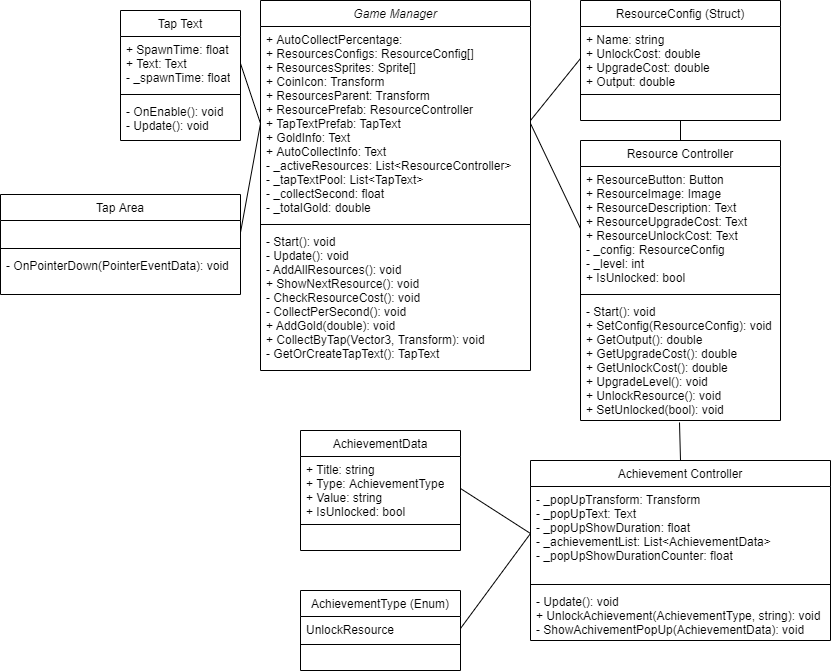 Tap Text
+ SpawnTime: float
+ Text: Text
- _spawnTime: float
- OnEnable(): void
- Update(): void
Game Manager
+ AutoCollectPercentage:
+ ResourcesConfigs: ResourceConfig[]
+ ResourcesSprites: Sprite[]
+ CoinIcon: Transform
+ ResourcesParent: Transform
+ ResourcePrefab: ResourceController
+ TapTextPrefab: TapText
+ GoldInfo: Text
+ AutoCollectInfo: Text
- _activeResources: List<ResourceController>
- _tapTextPool: List<TapText>
- _collectSecond: float
- _totalGold: double
- Start(): void
- Update(): void
- AddAllResources(): void
+ ShowNextResource(): void
- CheckResourceCost(): void
- CollectPerSecond(): void
+ AddGold(double): void
+ CollectByTap(Vector3, Transform): void
- GetOrCreateTapText(): TapText
ResourceConfig (Struct)
+ Name: string
+ UnlockCost: double
+ UpgradeCost: double
+ Output: double
Resource Controller
+ ResourceButton: Button
+ ResourceImage: Image
+ ResourceDescription: Text
+ ResourceUpgradeCost: Text
+ ResourceUnlockCost: Text
- _config: ResourceConfig
- _level: int
+ IsUnlocked: bool
- Start(): void
+ SetConfig(ResourceConfig): void
+ GetOutput(): double
+ GetUpgradeCost(): double
+ GetUnlockCost(): double
+ UpgradeLevel(): void
+ UnlockResource(): void
+ SetUnlocked(bool): void
Tap Area
- OnPointerDown(PointerEventData): void
AchievementData
+ Title: string
+ Type: AchievementType
+ Value: string
+ IsUnlocked: bool
Achievement Controller
- _popUpTransform: Transform
- _popUpText: Text
- _popUpShowDuration: float
- _achievementList: List<AchievementData>
- _popUpShowDurationCounter: float
- Update(): void
+ UnlockAchievement(AchievementType, string): void
- ShowAchivementPopUp(AchievementData): void
AchievementType (Enum)
UnlockResource